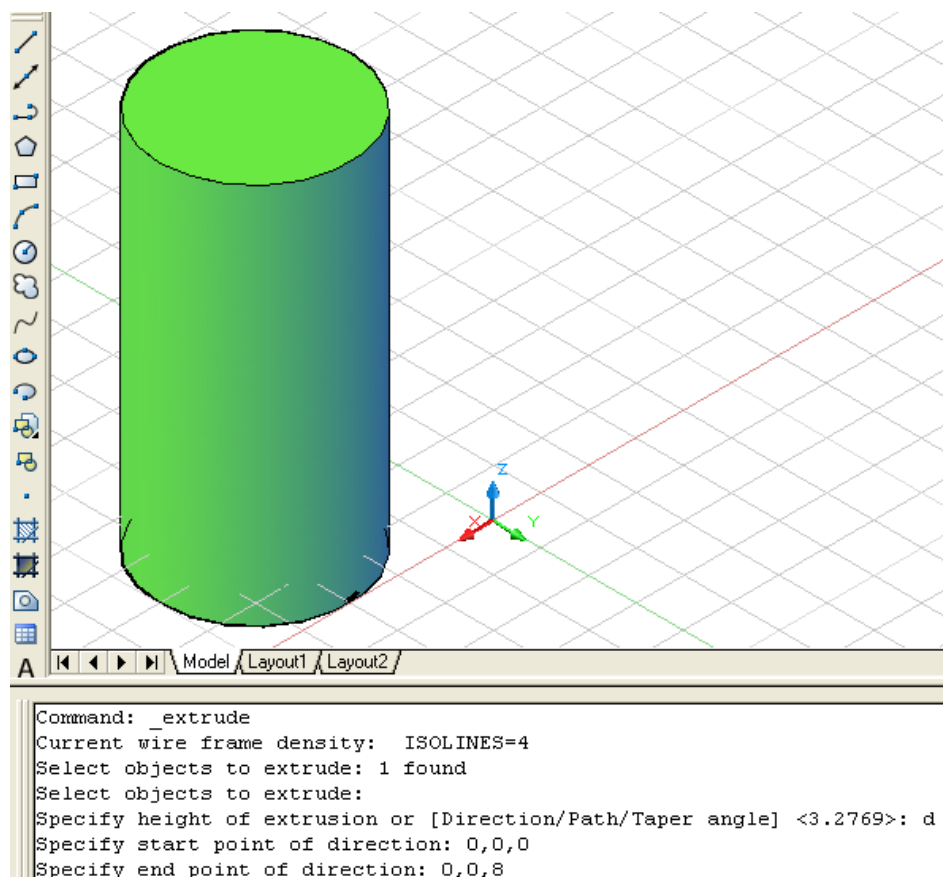 Z
X
Y
A
Model Layout1 Layout2
Command: _extrude
Current wire frame density:  ISOLINES=4
Select objects to extrude: 1 found
Select objects to extrude:
Specify height of extrusion or [Direction/Path/Taper angle] <3.2769>: d
Specify start point of direction: 0,0,0
Specify end point of direction: 0,0,8